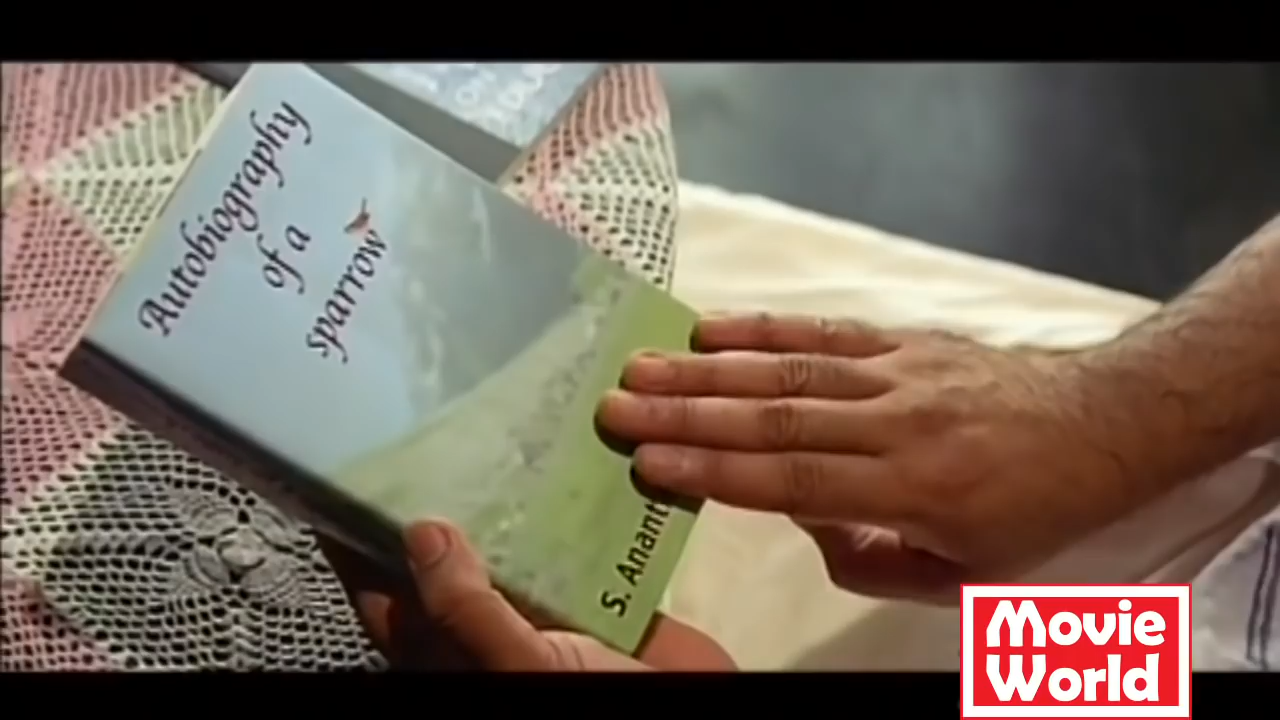 Autobiography
of a
sparrow
S. Anant
Movie
World